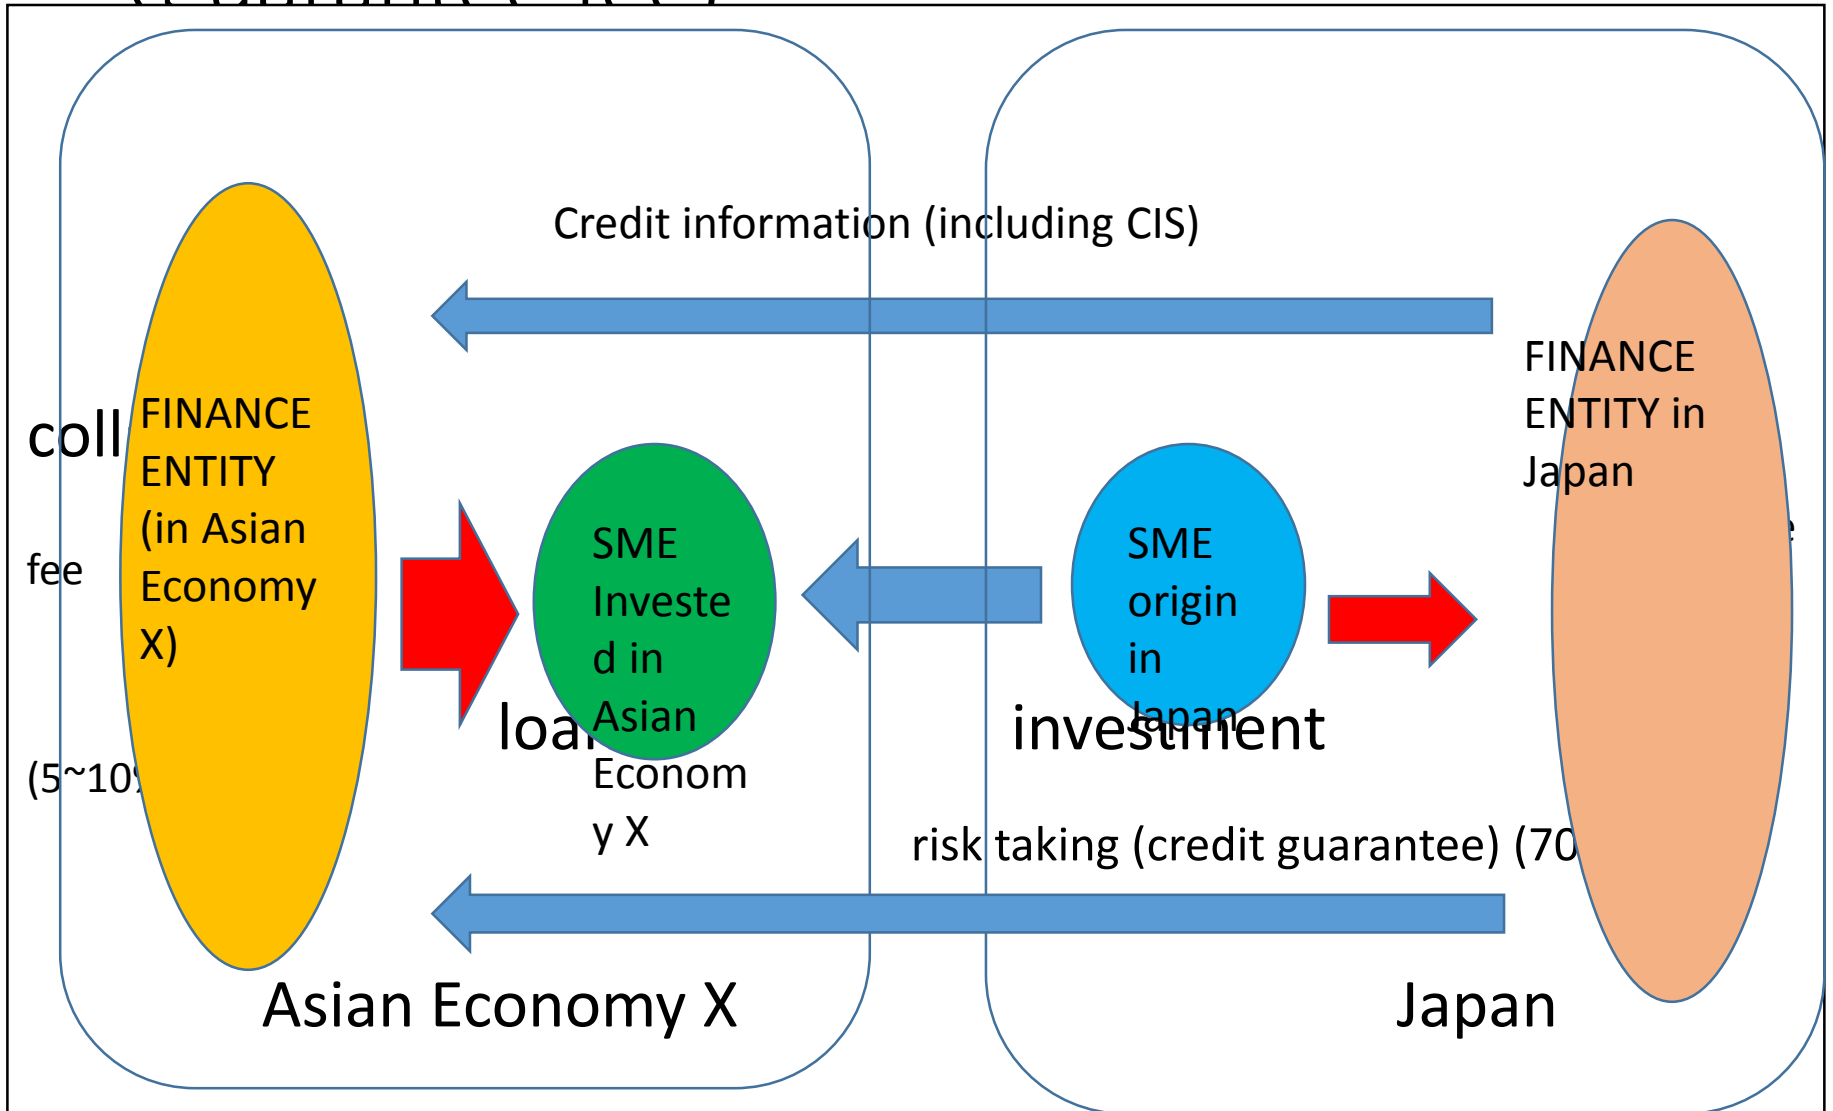 Credit information (including CIS)
FINANCE
ENTITY in
Japan
FINANCE
ENTITY
(in Asian
Economy
X)
coll
fee
(5~10%
SME
Investe
d in
Asian
Econom
y X
SME
origin
in
Japan
loan
investment
risk taking (credit guarantee) (70
Asian Economy X
Japan